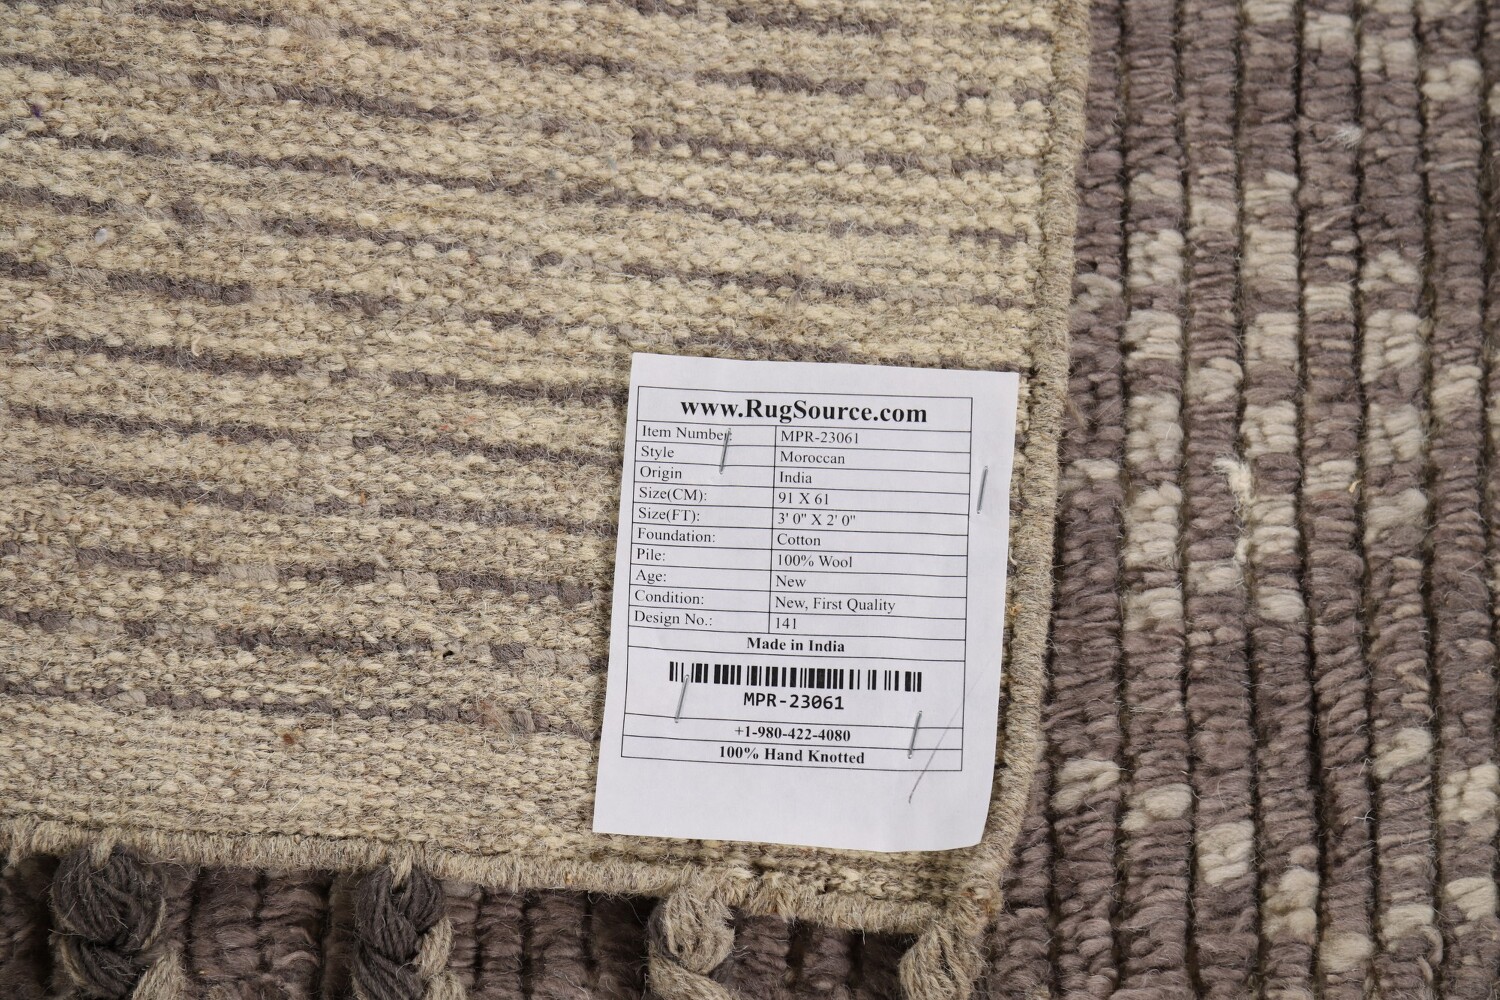 www.RugSource.com
Item Number: MPR-23061
Style Moroccan
Origin India
Size(CM): 91 X 61
Size(FT): 3' 0" X 2' 0"
Foundation: Cotton
Pile: 100% Wool
Age: New
Condition: New, First Quality
Design No.: 141
Made in India
MPR-23061
+1-980-422-4080
100% Hand Knotted